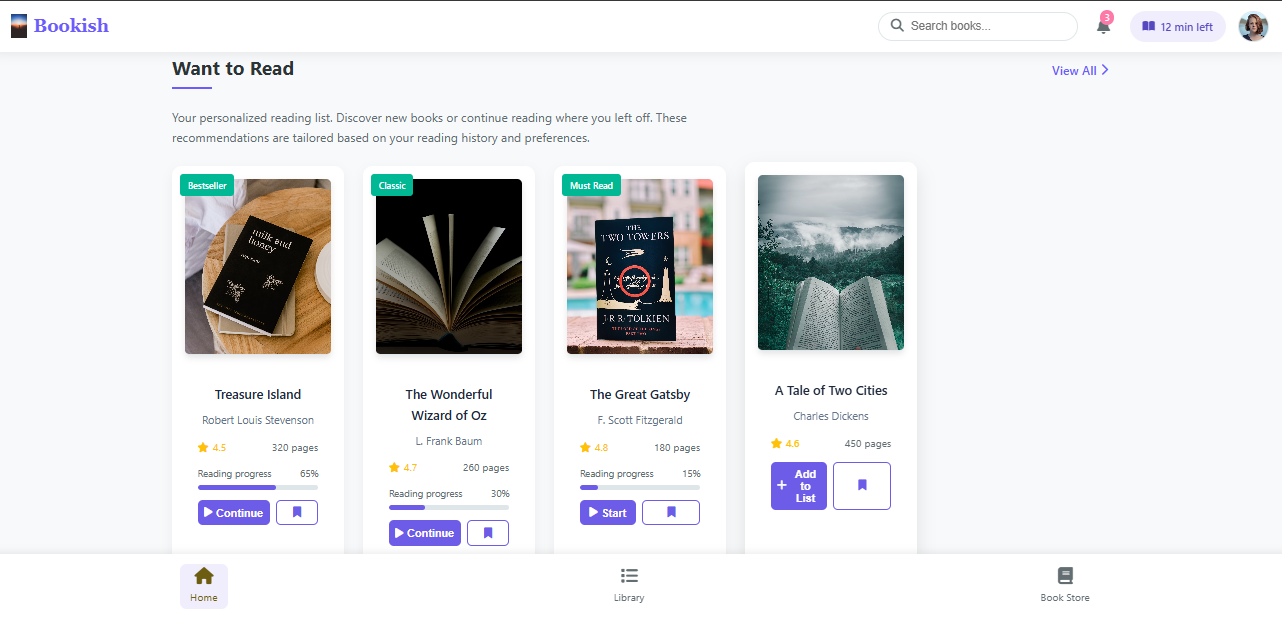 Bookish
Search books...
3
12 min left
Want to Read
View All
Your personalized reading list. Discover new books or continue reading where you left off. These
recommendations are tailored based on your reading history and preferences.
Bestseller
milk and
honey
Treasure Island
Robert Louis Stevenson
4.5
320 pages
Reading progress
65%
Continue
Classic
The Wonderful
Wizard of Oz
L. Frank Baum
4.7
260 pages
Reading progress
30%
Continue
Must Read
THE
TWO TOWERS
J·R·R·TOLKIEN
The Great Gatsby
F. Scott Fitzgerald
4.8
180 pages
Reading progress
15%
Start
A Tale of Two Cities
Charles Dickens
4.6
450 pages
Add
to
List
Home
Library
Book Store